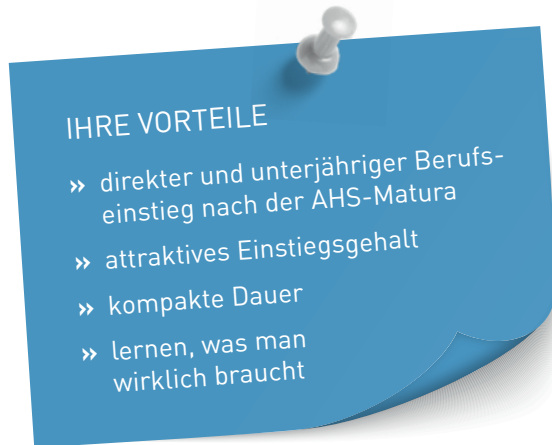 IHRE VORTEILE
» direkter und unterjähriger Berufs-
einstieg nach der AHS-Matura
» attraktives Einstiegsgehalt
» kompakte Dauer
» lernen, was man
wirklich braucht